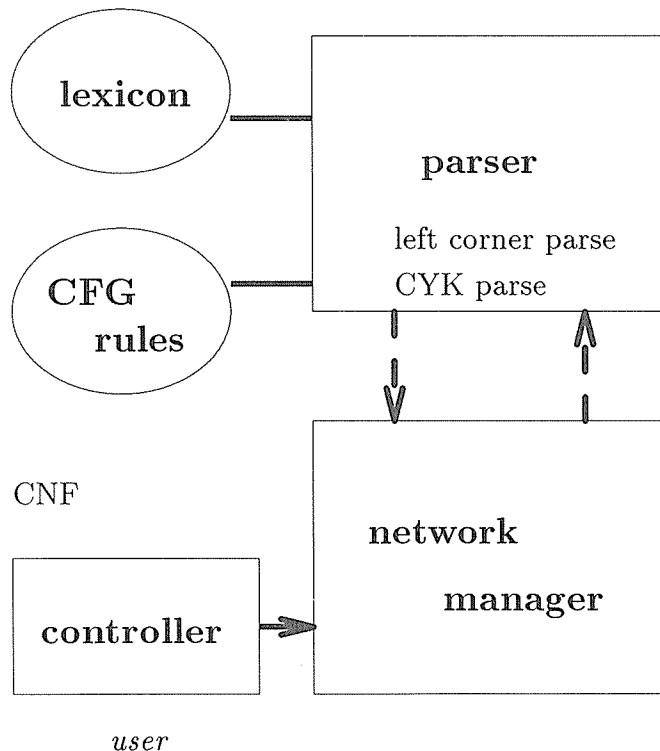 lexicon
parser
left corner parse
CYK parse
CFG
rules
CNF
network
manager
controller
user